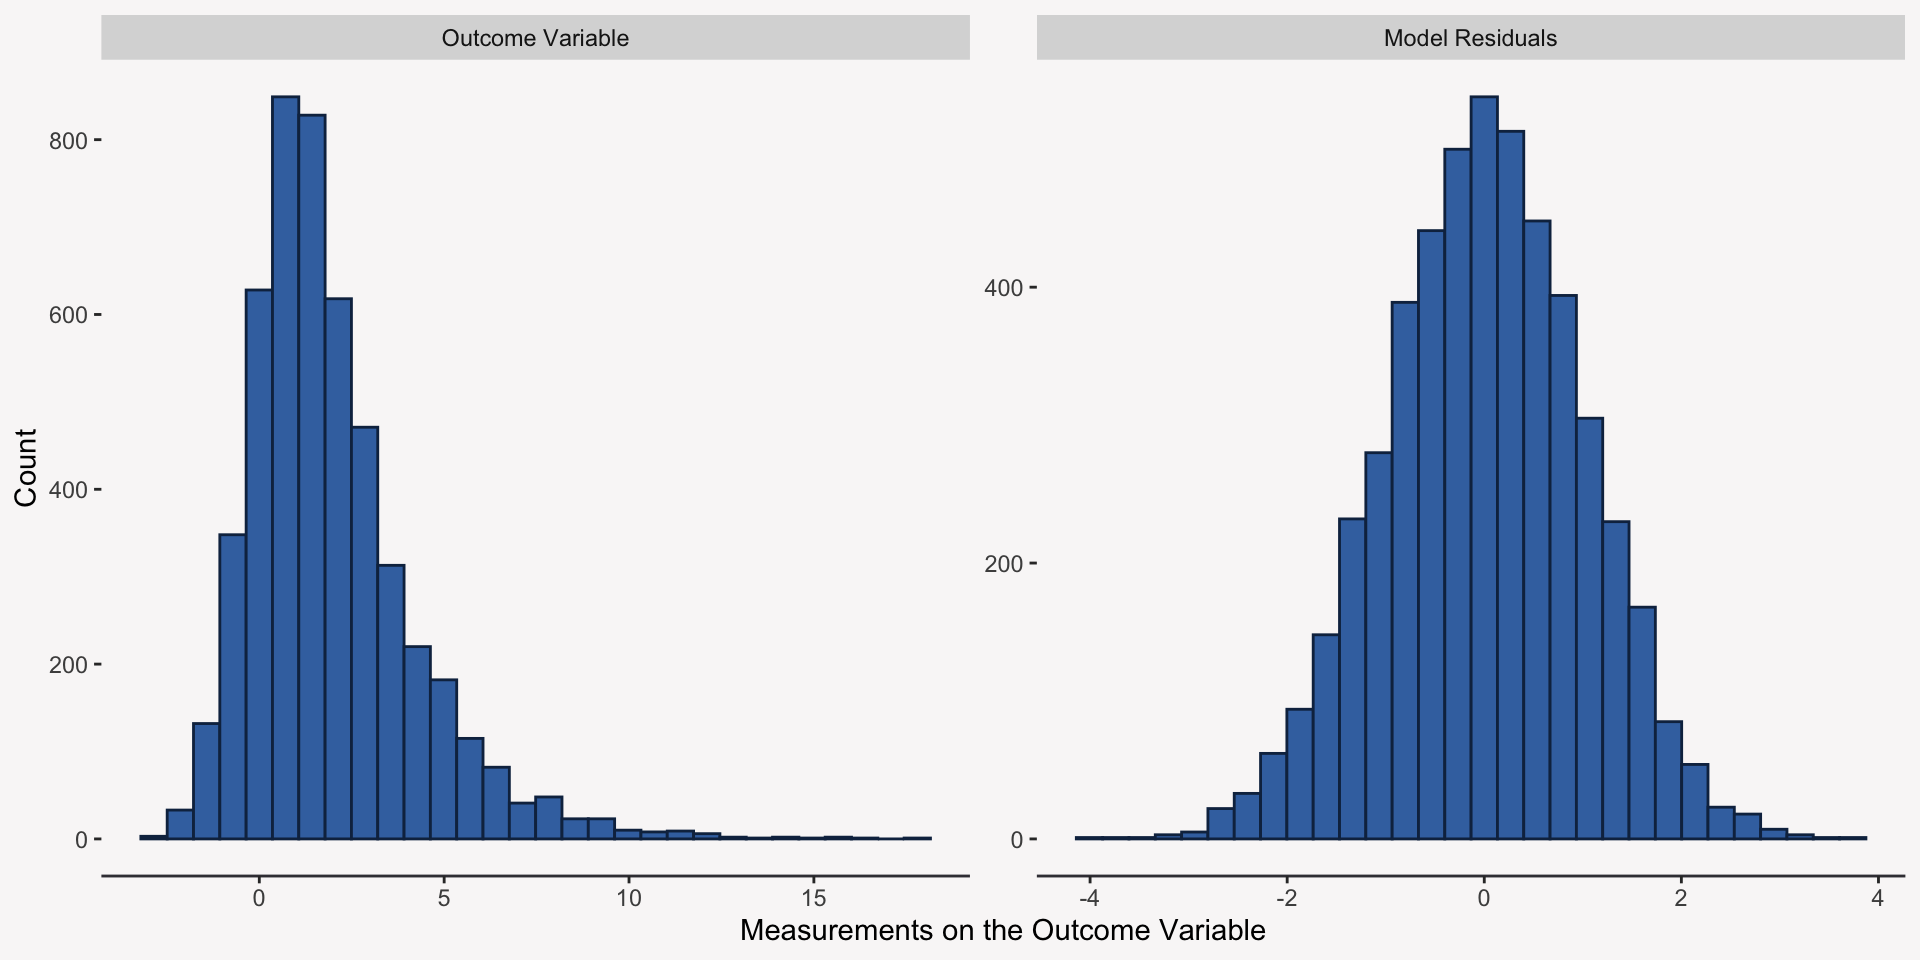 Outcome Variable
Model Residuals
Count
800
600
400
200
0
400
200
0
0 5 10 15
-4 -2 0 2 4
Measurements on the Outcome Variable